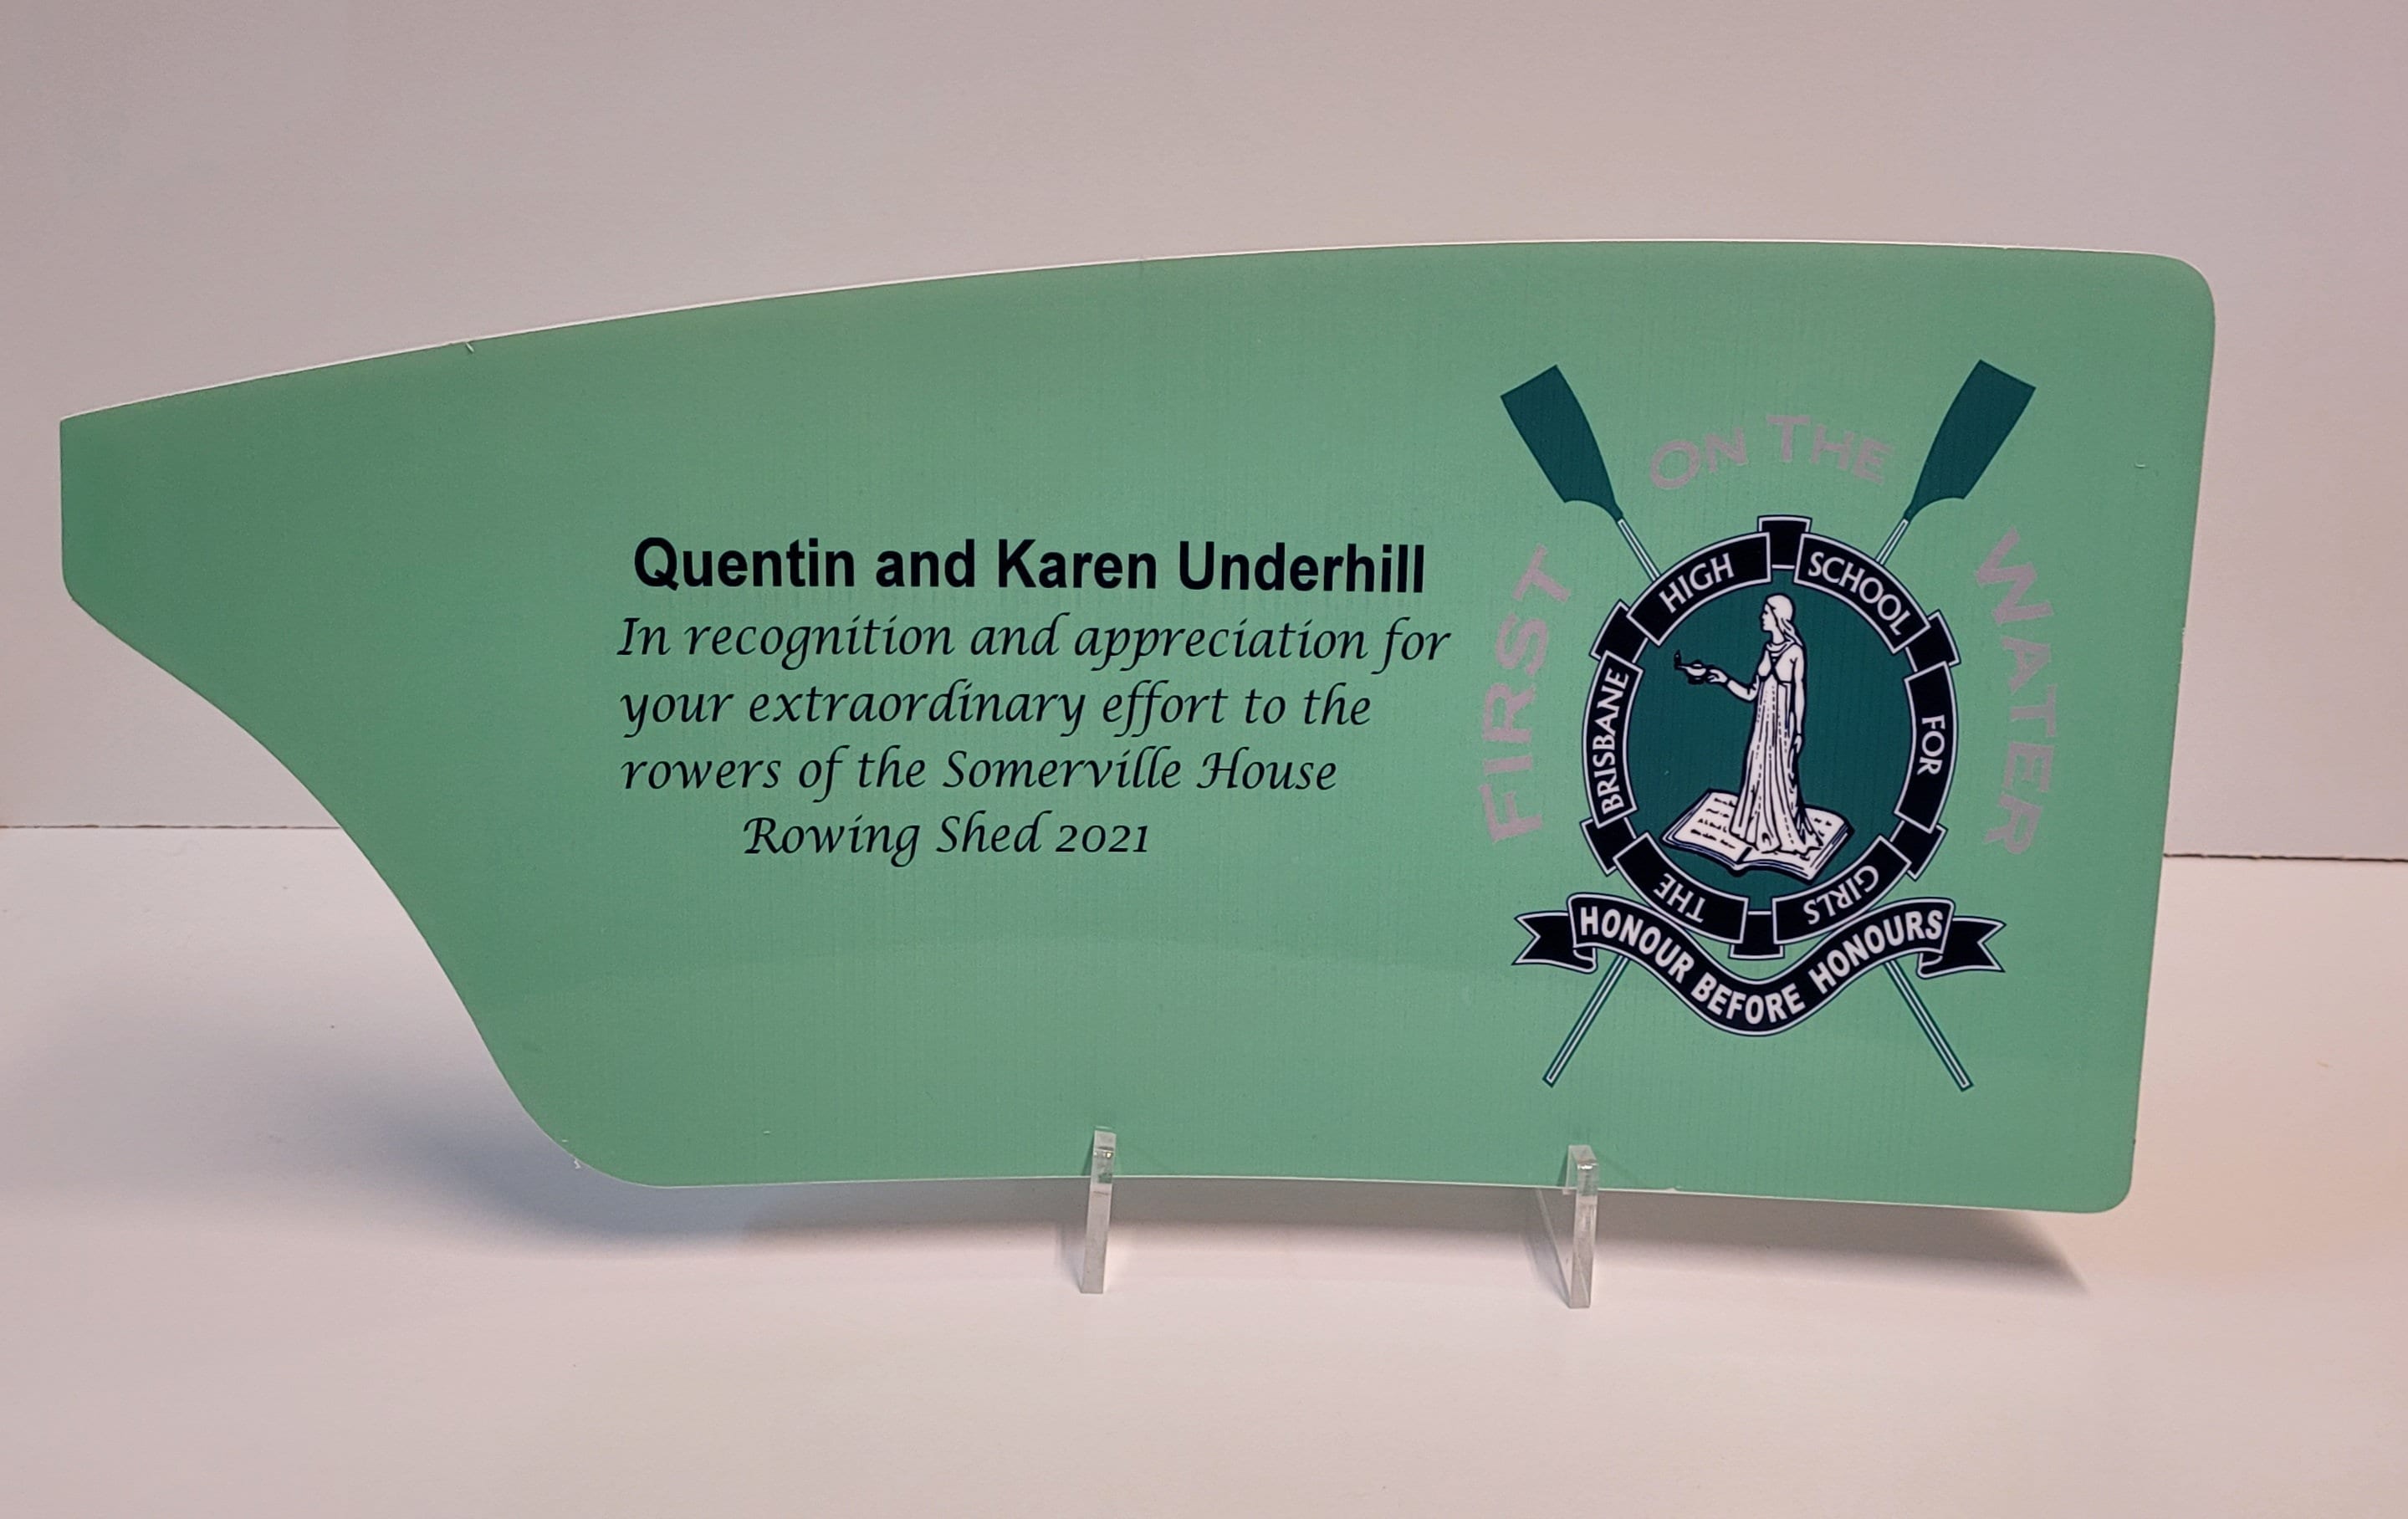 Quentin and Karen Underhill
In recognition and appreciation for
your extraordinary effort to the
rowers of the Somerville House
Rowing Shed 2021
FIRST ON THE WATER
THE BRISBANE HIGH SCHOOL FOR GIRLS
HONOUR BEFORE HONOURS